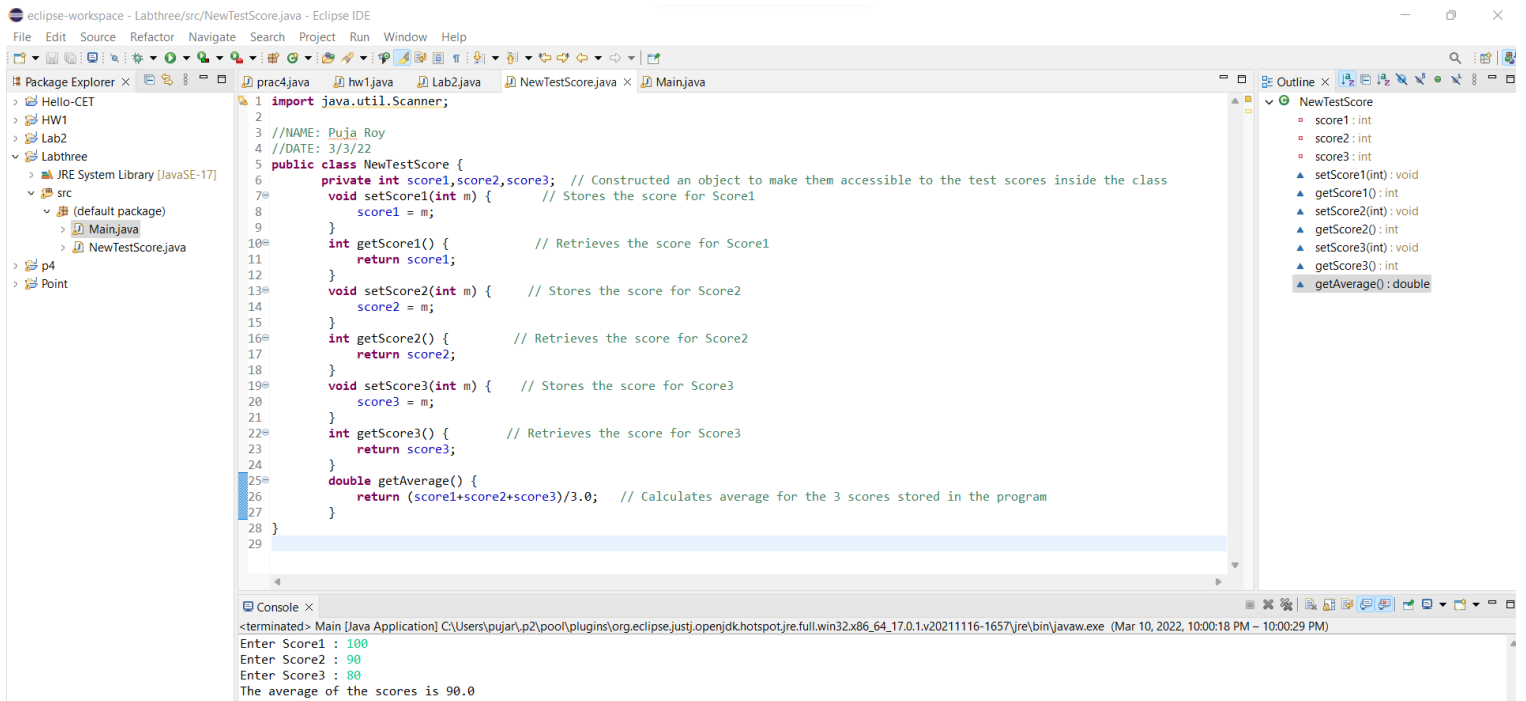 eclipse-workspace - Labthree/src/NewTestScore.java - Eclipse IDE
File Edit Source Refactor Navigate Search Project Run Window Help
Package Explorer
Hello-CET
HW1
Lab2
Labthree
JRE System Library [JavaSE-17]
src
(default package)
Main.java
NewTestScore.java
p4
Point
prac4.java hw1.java Lab2.java NewTestScore.java Main.java
1 import java.util.Scanner;
2
3 //NAME: Puja Roy
4 //DATE: 3/3/22
5 public class NewTestScore {
6 private int score1,score2,score3; // Constructed an object to make them accessible to the test scores inside the class
7 void setScore1(int m) { // Stores the score for Score1
8 score1 = m;
9 }
10 int getScore1() { // Retrieves the score for Score1
11 return score1;
12 }
13 void setScore2(int m) { // Stores the score for Score2
14 score2 = m;
15 }
16 int getScore2() { // Retrieves the score for Score2
17 return score2;
18 }
19 void setScore3(int m) { // Stores the score for Score3
20 score3 = m;
21 }
22 int getScore3() { // Retrieves the score for Score3
23 return score3;
24 }
25 double getAverage() {
26 return (score1+score2+score3)/3.0; // Calculates average for the 3 scores stored in the program
27 }
28 }
29
Outline
NewTestScore
score1 : int
score2 : int
score3 : int
setScore1(int) : void
getScore1() : int
setScore2(int) : void
getScore2() : int
setScore3(int) : void
getScore3() : int
getAverage() : double
Console
<terminated> Main [Java Application] C:\Users\pujar\.p2\pool\plugins\org.eclipse.justj.openjdk.hotspot.jre.full.win32.x86_64_17.0.1.v20211116-1657\jre\bin\javaw.exe (Mar 10, 2022, 10:00:18 PM – 10:00:29 PM)
Enter Score1 : 100
Enter Score2 : 90
Enter Score3 : 80
The average of the scores is 90.0